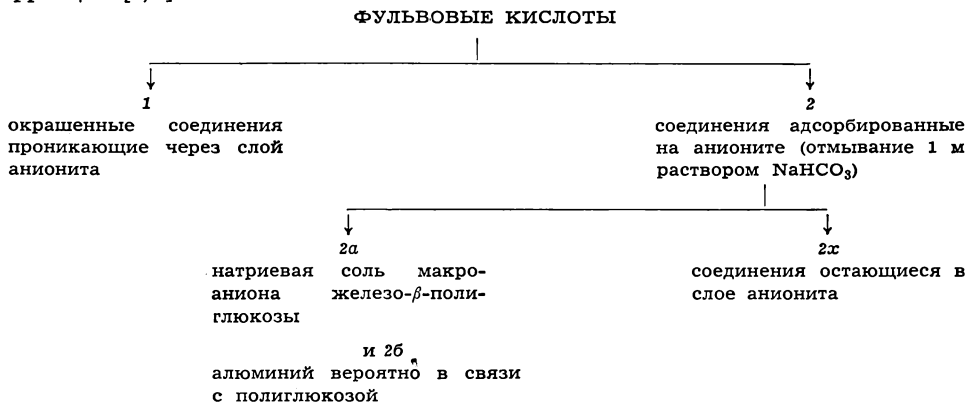 ФУЛЬВОВЫЕ КИСЛОТЫ
1
окрашенные соединения
проникающие через слой
анионита
2
соединения адсорбированные
на анионите (отмывание 1 м
раствором NaHCO₃)
2а
натриевая соль макро-
аниона железо-β-поли-
глюкозы
и 2б
алюминий вероятно в связи
с полиглюкозой
2х
соединения остающиеся в
слое анионита